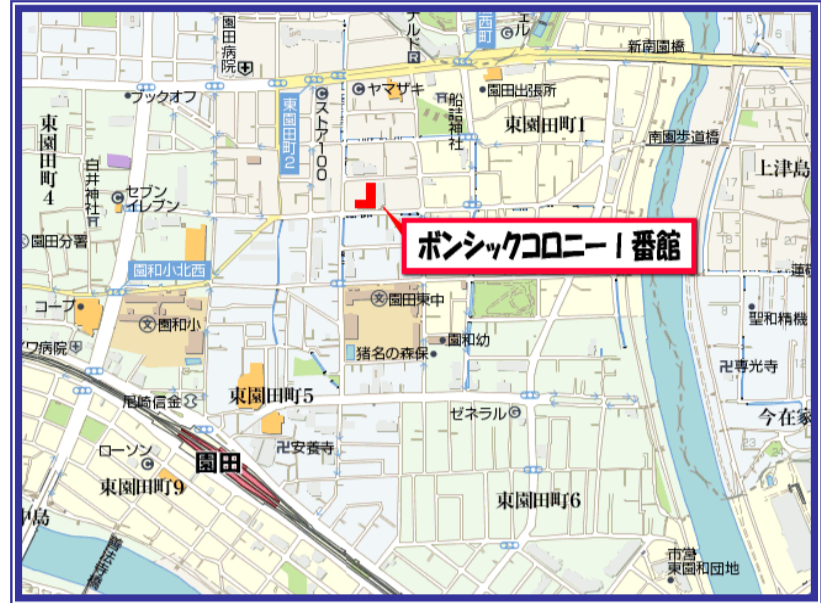 園田病院
ナルド
西町
ェル
新南園橋
ブックオフ
ストア100
ヤマザキ
船詰神社
園田出張所
東園田町2
東園田町1
南園歩道橋
東園田町4
白井神社
セブン
イレブン
上津島
園田分署
ボンシックコロニー1番館
園和小北西
蓮
コープ
園和小
園田東中
聖和精機
ワ病院
猪名の森保
園和幼
専光寺
尼崎信金
東園田町5
ゼネラル
今在家
ローソン
園田
安養寺
東園田町9
東園田町6
中島
市営
東園和団地